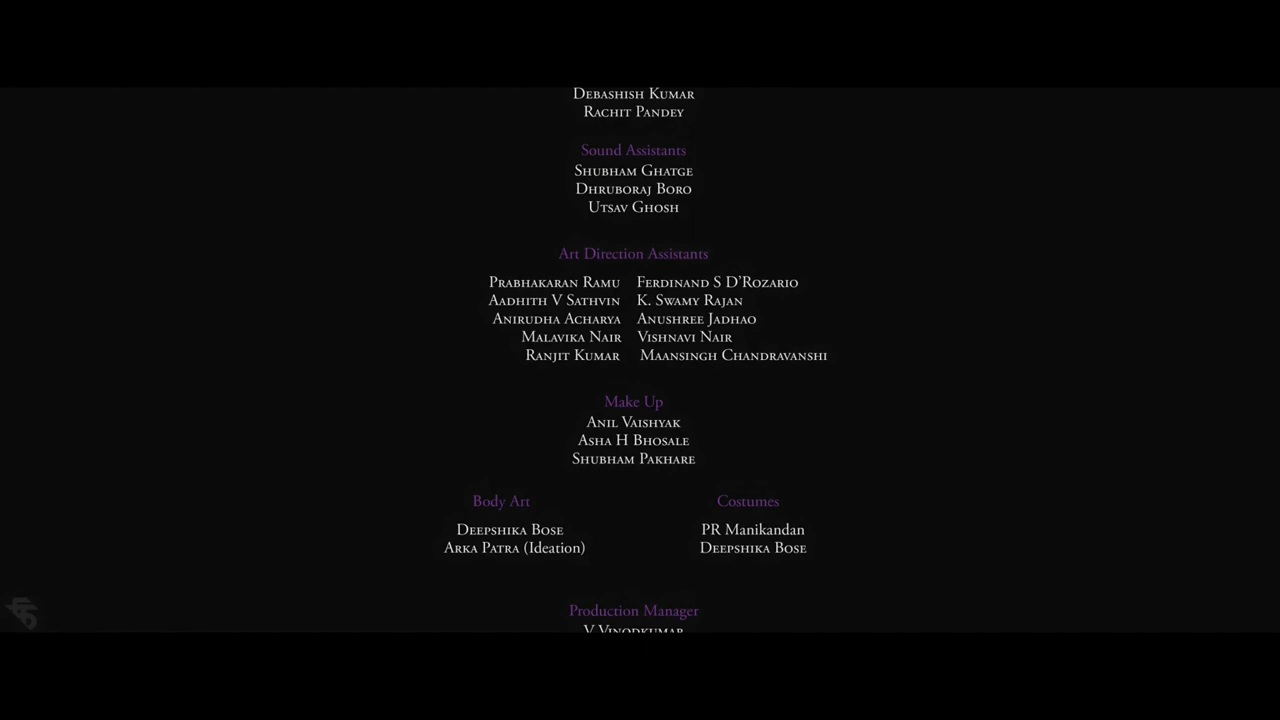 Debashish Kumar
Rachit Pandey
Sound Assistants
Shubham Ghatge
Dhruboraj Boro
Utsav Ghosh
Art Direction Assistants
Prabhakaran Ramu Ferdinand S D'Rozario
Aadhith V Sathvin K. Swamy Rajan
Anirudha Acharya Anushree Jadhao
Malavika Nair Vishnavi Nair
Ranjit Kumar Maansingh Chandravanshi
Make Up
Anil Vaishyak
Asha H Bhosale
Shubham Pakhare
Body Art Costumes
Deepshika Bose PR Manikandan
Arka Patra (Ideation) Deepshika Bose
Production Manager
V Vinodkumar